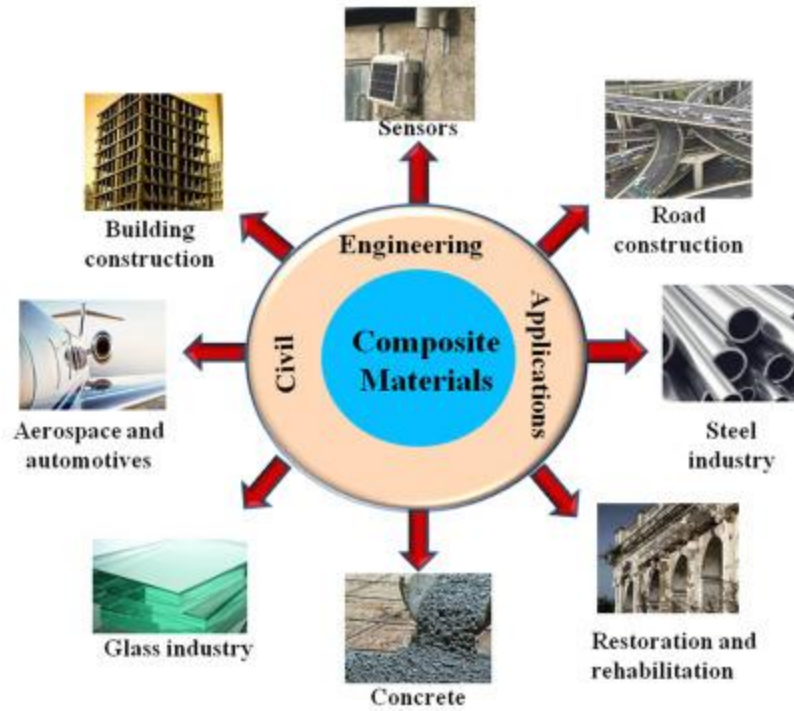 Sensors
Building
construction
Road
construction
Engineering
Civil
Applications
Composite
Materials
Aerospace and
automotives
Steel
industry
Glass industry
Concrete
Restoration and
rehabilitation